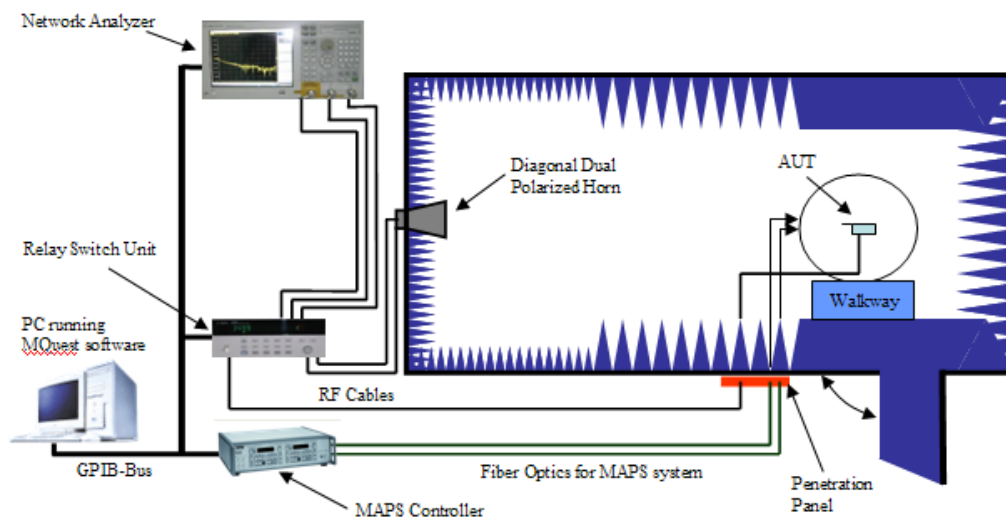 Network Analyzer
Diagonal Dual
Polarized Horn
AUT
Relay Switch Unit
Walkway
PC running
MQuest software
RF Cables
GPIB-Bus
Fiber Optics for MAPS system
Penetration
Panel
MAPS Controller